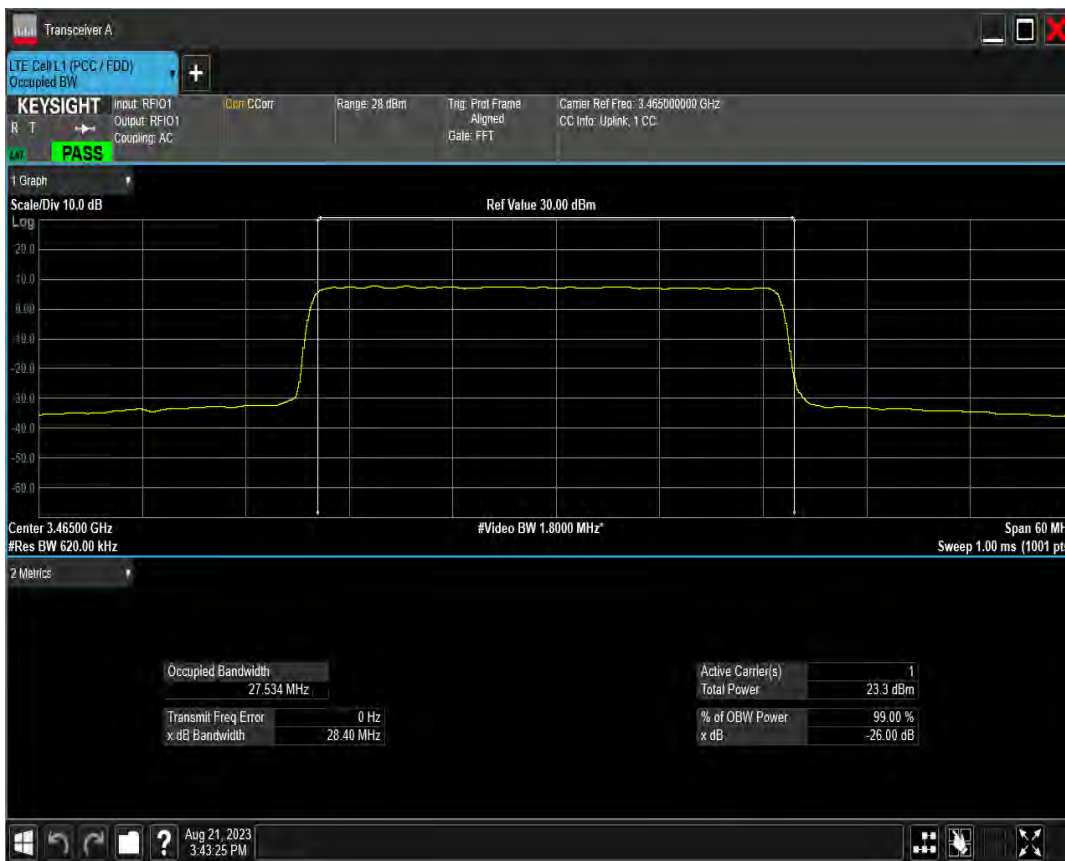 Transceiver A
LTE Cell L1 (PCC / FDD)
Occupied BW
+
KEYSIGHT
R T
PASS
Input: RFIO1
Output: RFIO1
Coupling: AC
Corr CCorr
Range: 28 dBm
Trig: Prot Frame
Aligned
Gate: FFT
Carrier Ref Freq: 3.465000000 GHz
CC Info: Uplink, 1 CC
1 Graph
Scale/Div 10.0 dB
Ref Value 30.00 dBm
Log
20.0
10.0
0.00
-10.0
-20.0
-30.0
-40.0
-50.0
-60.0
Center 3.46500 GHz
#Video BW 1.8000 MHz*
Span 60 MH
#Res BW 620.00 kHz
Sweep 1.00 ms (1001 pt
2 Metrics
Occupied Bandwidth
27.534 MHz
Transmit Freq Error 0 Hz
x dB Bandwidth 28.40 MHz
Active Carrier(s) 1
Total Power 23.3 dBm
% of OBW Power 99.00 %
x dB -26.00 dB
?
Aug 21, 2023
3:43:25 PM